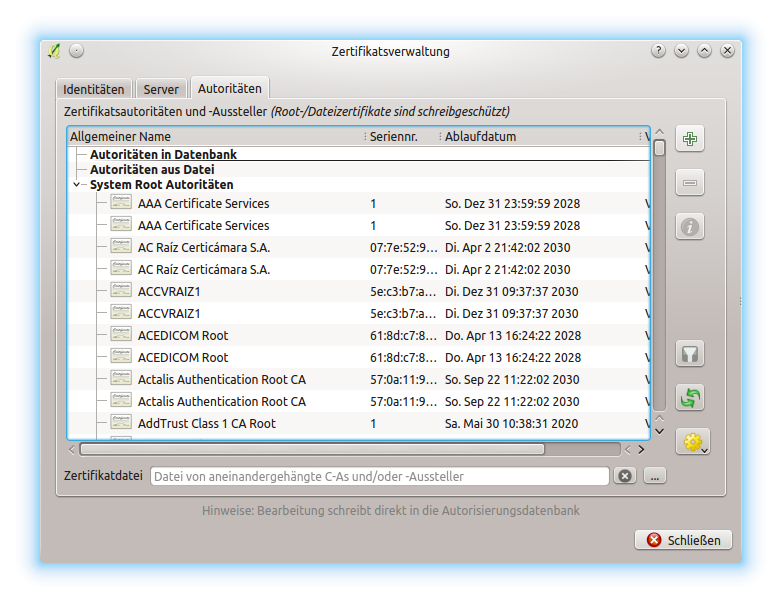 Zertifikatsverwaltung
Identitäten Server Autoritäten
Zertifikatsautoritäten und -Aussteller (Root-/Dateizertifikate sind schreibgeschützt)
Allgemeiner Name Seriennr. Ablaufdatum
Autoritäten in Datenbank
Autoritäten aus Datei
System Root Autoritäten
AAA Certificate Services 1 So. Dez 31 23:59:59 2028
AAA Certificate Services 1 So. Dez 31 23:59:59 2028
AC Raíz Certicámara S.A. 07:7e:52:9... Di. Apr 2 21:42:02 2030
AC Raíz Certicámara S.A. 07:7e:52:9... Di. Apr 2 21:42:02 2030
ACCVRAIZ1 5e:c3:b7:a... Di. Dez 31 09:37:37 2030
ACCVRAIZ1 5e:c3:b7:a... Di. Dez 31 09:37:37 2030
ACEDICOM Root 61:8d:c7:8... Do. Apr 13 16:24:22 2028
ACEDICOM Root 61:8d:c7:8... Do. Apr 13 16:24:22 2028
Actalis Authentication Root CA 57:0a:11:9... So. Sep 22 11:22:02 2030
Actalis Authentication Root CA 57:0a:11:9... So. Sep 22 11:22:02 2030
AddTrust Class 1 CA Root 1 Sa. Mai 30 10:38:31 2020
Zertifikatdatei Datei von aneinandergehängte C-As und/oder -Aussteller ...
Hinweise: Bearbeitung schreibt direkt in die Autorisierungsdatenbank
Schließen